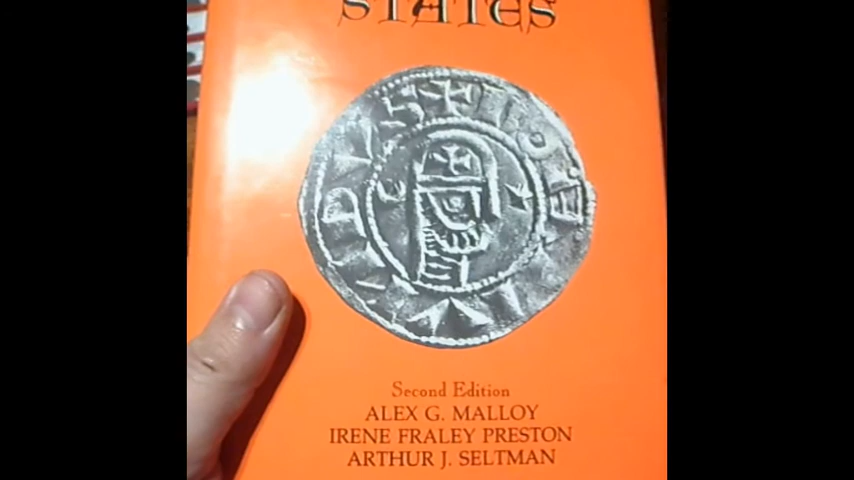 STATES
Second Edition
ALEX G. MALLOY
IRENE FRALEY PRESTON
ARTHUR J. SELTMAN